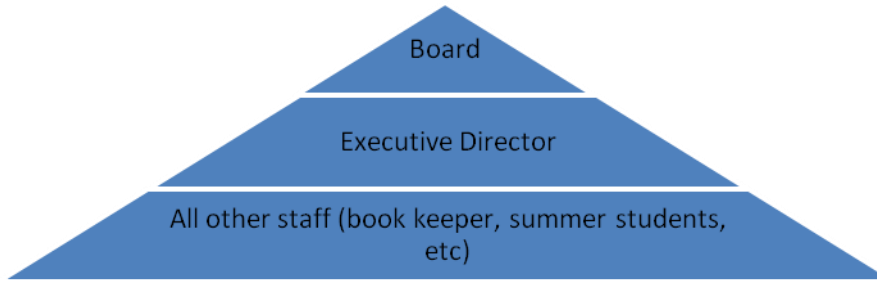 Board
Executive Director
All other staff (book keeper, summer students,
etc)